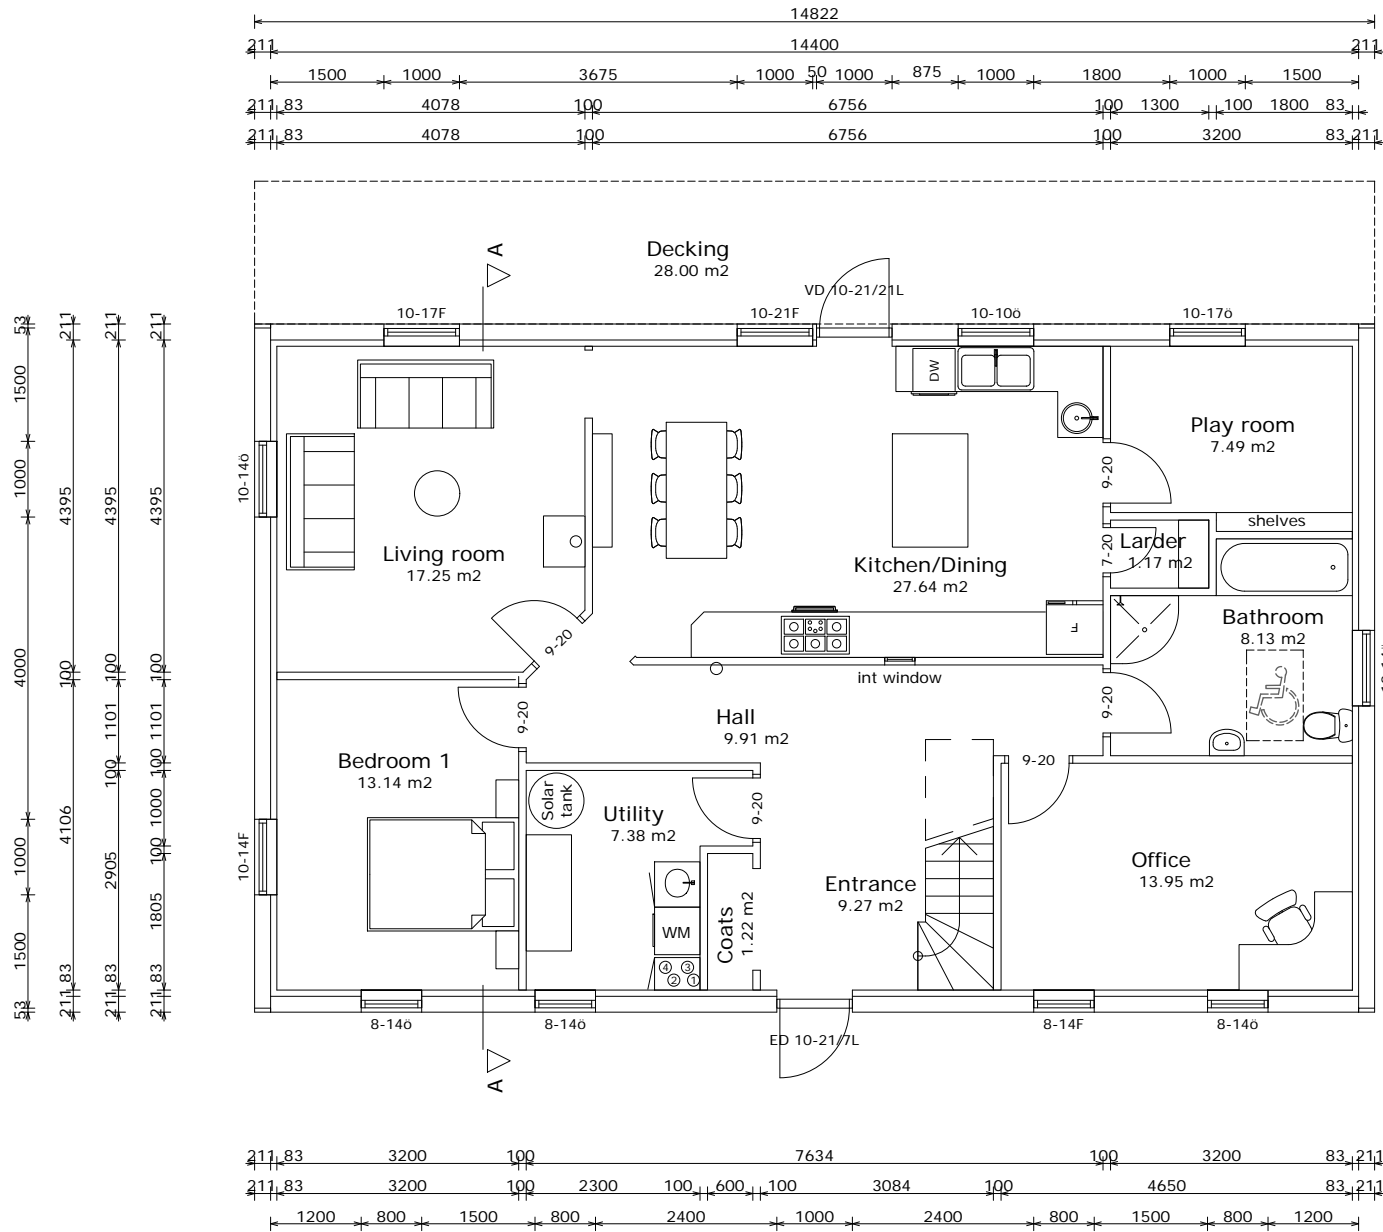 14822
211 14400 211
1500 1000 3675 1000 50 1000 875 1000 1800 1000 1500
211 83 4078 100 6756 100 1300 100 1800 83
211 83 4078 100 6756 100 3200 83 211
A
Decking
28.00 m2
VD 10-21/21L
10-17F 10-21F 10-10ö 10-17ö
53 1500 1000 4000 1000 1500 53
211 4395 100 4106 83 211
211 4395 100 1101 100 2905 83 211
211 4395 100 1101 100 1000 100 1805 83 211
10-14ö
10-14F
DW
Play room
7.49 m2
9-20
shelves
Larder
1.17 m2
7-20
Living room
17.25 m2
Kitchen/Dining
27.64 m2
Bathroom
8.13 m2
F
9-20
int window
Hall
9.91 m2
9-20
9-20
9-20
Bedroom 1
13.14 m2
Solar
tank
Utility
7.38 m2
9-20
Office
13.95 m2
Entrance
9.27 m2
Coats
1.22 m2
WM
4 3
2 1
8-14ö 8-14ö 8-14F 8-14ö
ED 10-21/7L
A
211 83 3200 100 7634 100 3200 83 211
211 83 3200 100 2300 100 600 100 3084 100 4650 83 211
1200 800 1500 800 2400 1000 2400 800 1500 800 1200